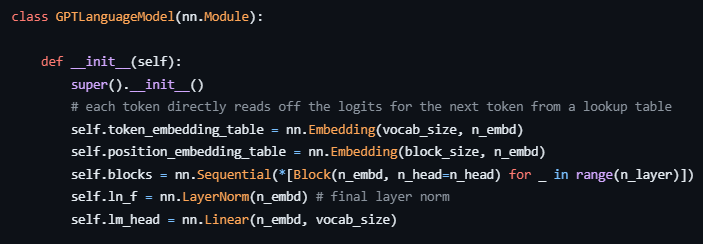 class GPTLanguageModel(nn.Module):
def __init__(self):
super().__init__()
# each token directly reads off the logits for the next token from a lookup table
self.token_embedding_table = nn.Embedding(vocab_size, n_embd)
self.position_embedding_table = nn.Embedding(block_size, n_embd)
self.blocks = nn.Sequential(*[Block(n_embd, n_head=n_head) for _ in range(n_layer)])
self.ln_f = nn.LayerNorm(n_embd) # final layer norm
self.lm_head = nn.Linear(n_embd, vocab_size)